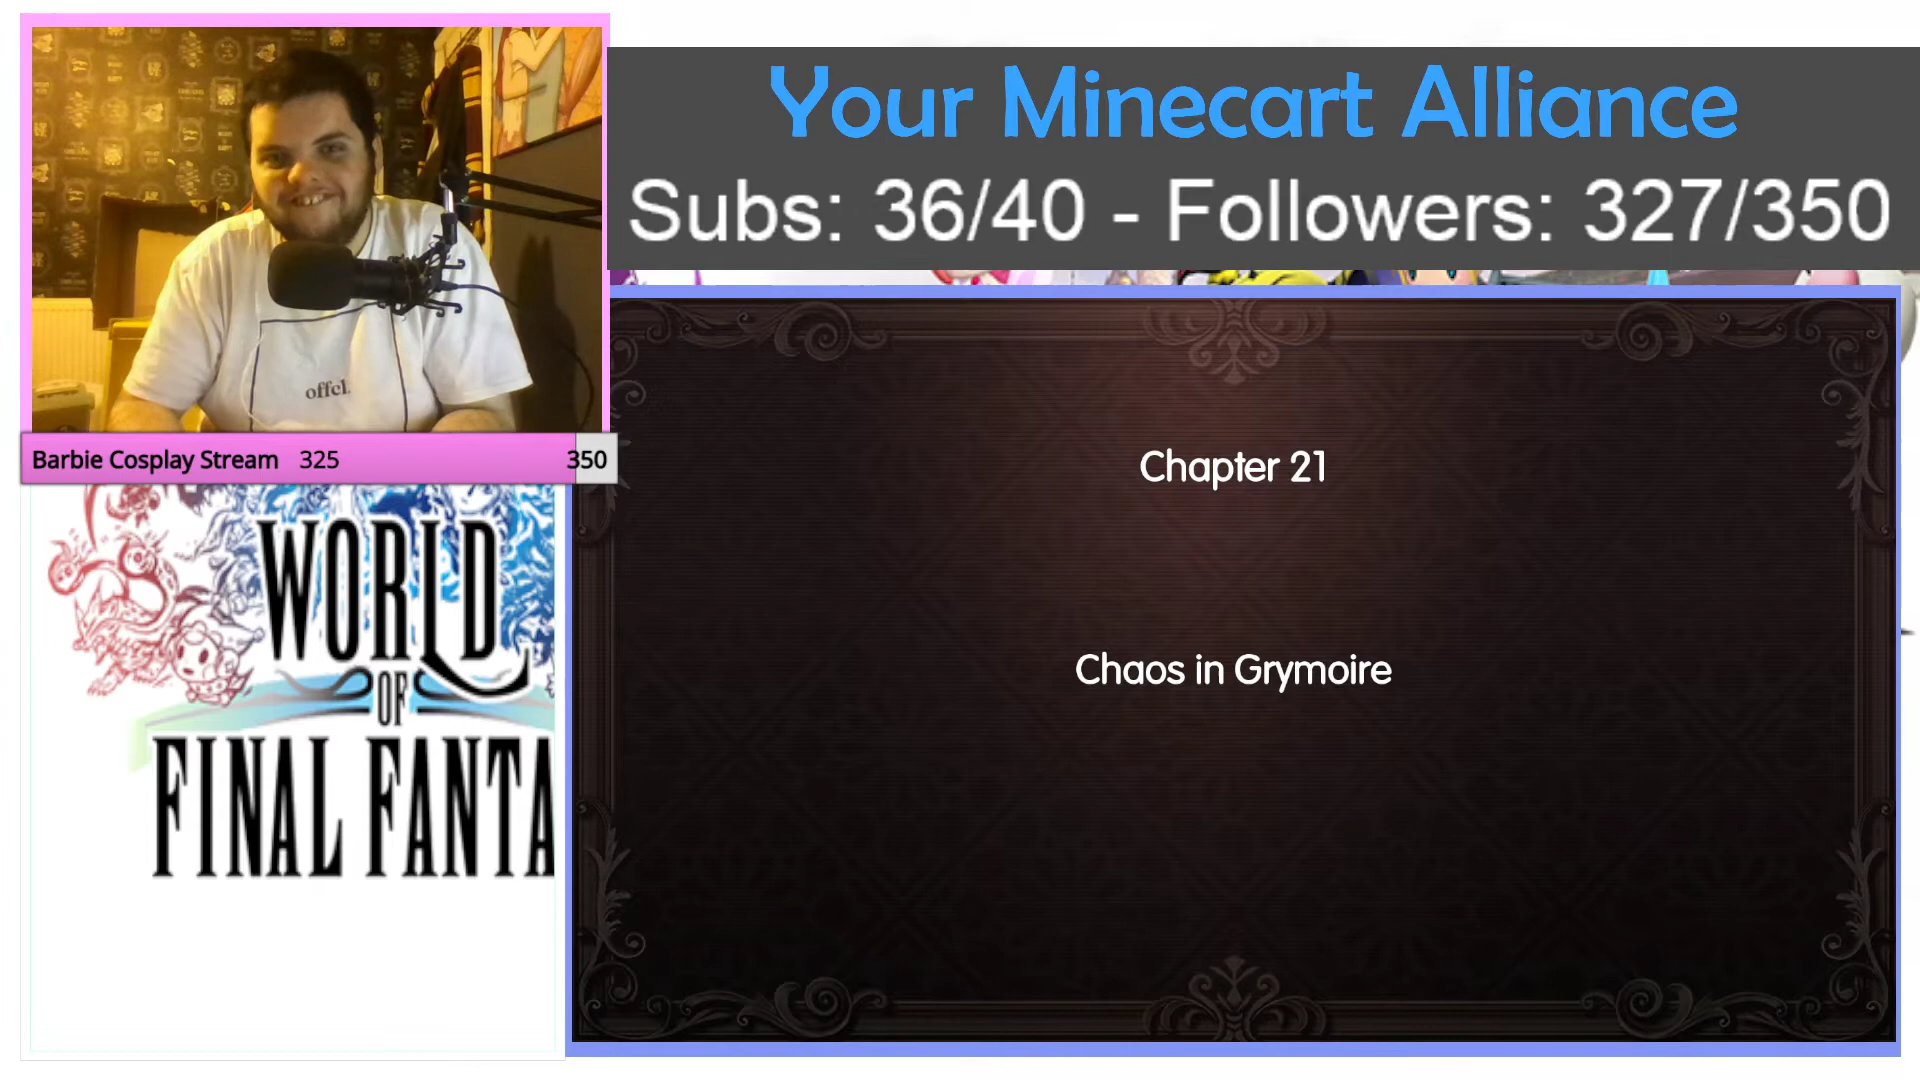 Your Minecart Alliance
Subs: 36/40 - Followers: 327/350
offcl.
Barbie Cosplay Stream 325 350
WORLD
OF
FINAL FANTA
Chapter 21
Chaos in Grymoire